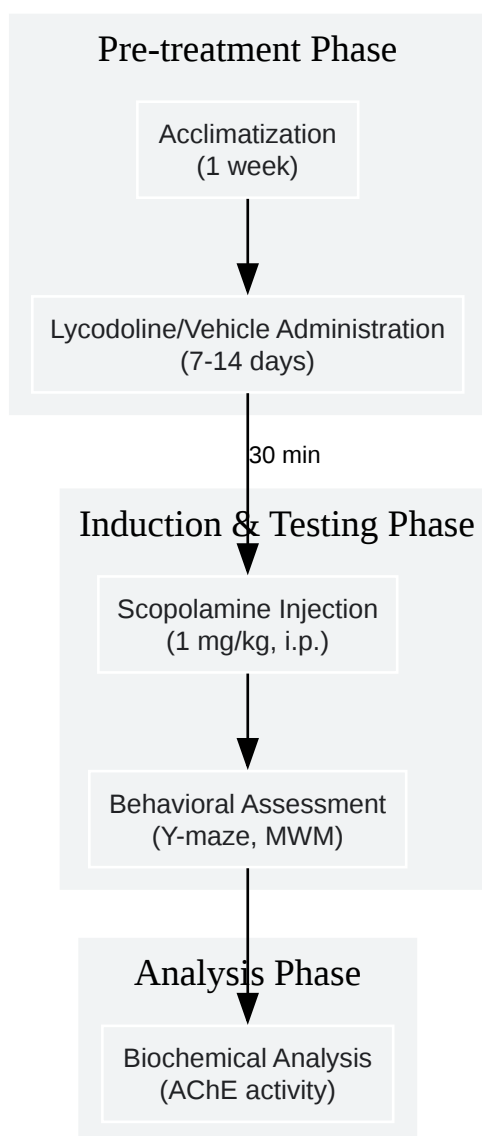 Pre-treatment Phase
Acclimatization
(1 week)
Lycodoline/Vehicle Administration
(7-14 days)
30 min
Induction & Testing Phase
Scopolamine Injection
(1 mg/kg, i.p.)
Behavioral Assessment
(Y-maze, MWM)
Analysis Phase
Biochemical Analysis
(AChE activity)